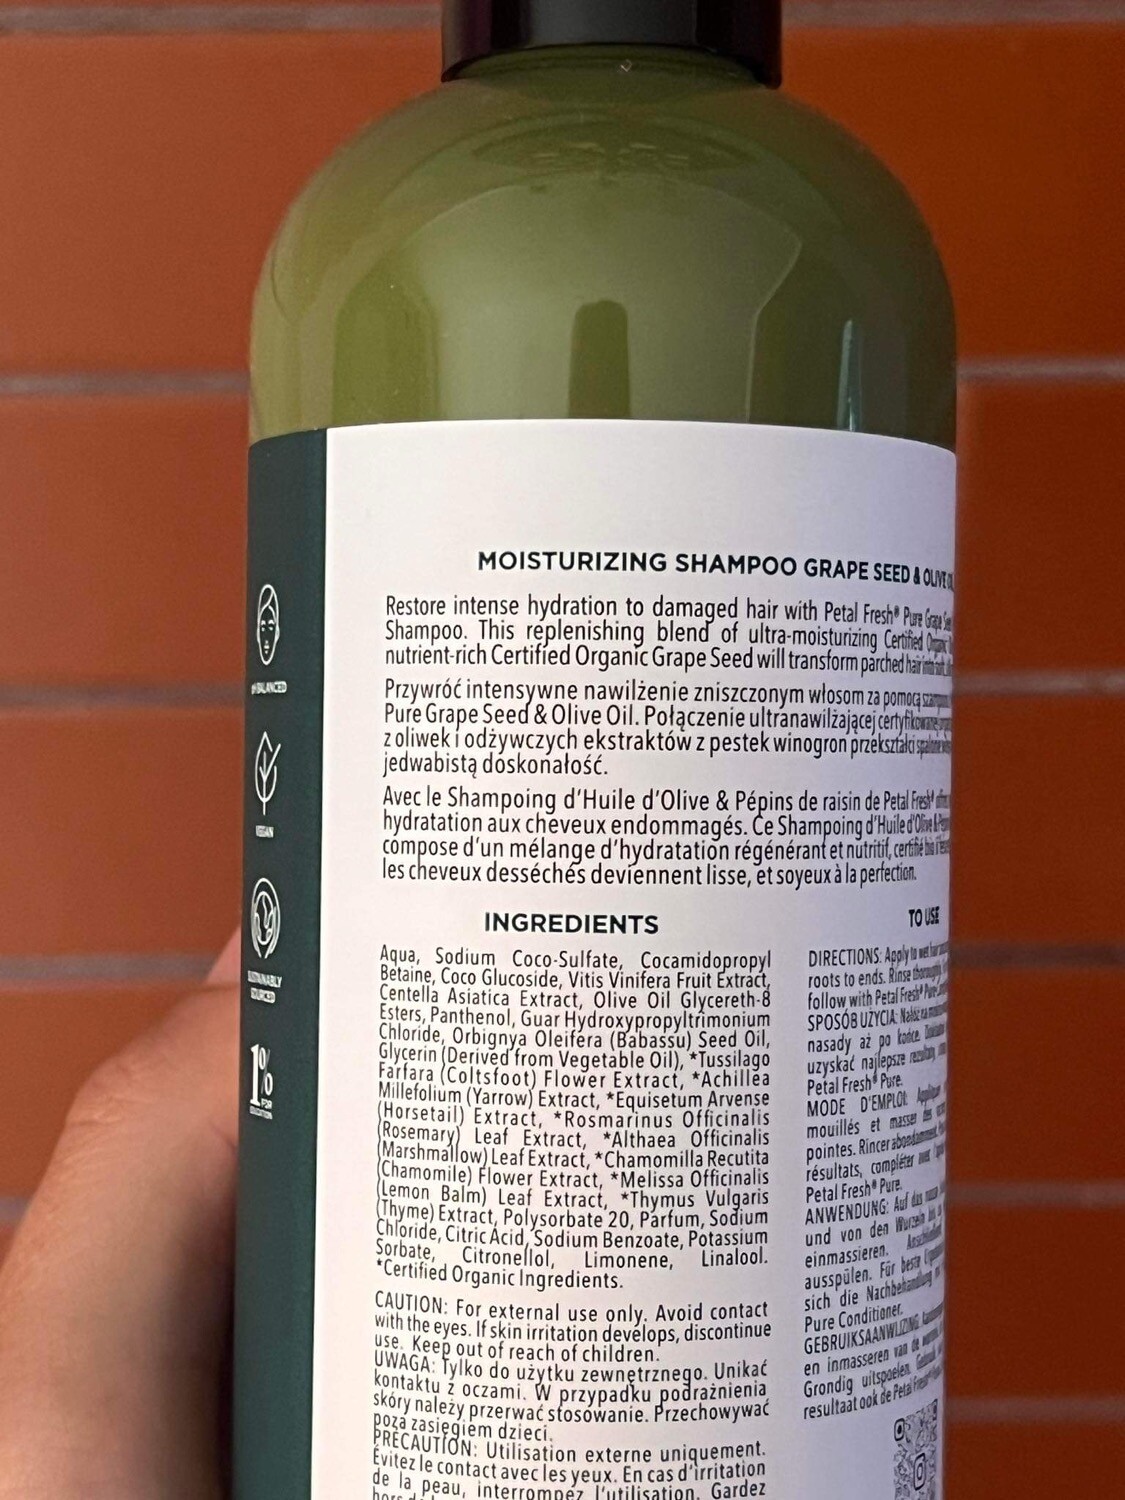 MOISTURIZING SHAMPOO GRAPE SEED & OLIVE
Restore intense hydration to damaged hair with Petal Fresh® Pure Grape
Shampoo. This replenishing blend of ultra-moisturizing Certified Organic
nutrient-rich Certified Organic Grape Seed will transform parched hair
Przywróć intensywne nawilżenie zniszczonym włosom za pomocą
Pure Grape Seed & Olive Oil. Połączenie ultranawilżającej
z oliwek i odżywczych ekstraktów z pestek winogron przekształci
jedwabistą doskonałość.
Avec le Shampoing d'Huile d'Olive & Pépins de raisin de Petal Fresh®
hydratation aux cheveux endommagés. Ce Shampoing d'Huile d'Olive
compose d'un mélange d'hydratation régénérant et nutritif, certifié bio
les cheveux desséchés deviennent lisse, et soyeux à la perfection.
pH BALANCED
VEGAN
SUSTAINABLY
SOURCED
1%
FOR
EDUCATION
INGREDIENTS
Aqua, Sodium Coco-Sulfate, Cocamidopropyl
Betaine, Coco Glucoside, Vitis Vinifera Fruit Extract,
Centella Asiatica Extract, Olive Oil Glycereth-8
Esters, Panthenol, Guar Hydroxypropyltrimonium
Chloride, Orbignya Oleifera (Babassu) Seed Oil,
Glycerin (Derived from Vegetable Oil), *Tussilago
Farfara (Coltsfoot) Flower Extract, *Achillea
Millefolium (Yarrow) Extract, *Equisetum Arvense
(Horsetail) Extract, *Rosmarinus Officinalis
(Rosemary) Leaf Extract, *Althaea Officinalis
(Marshmallow) Leaf Extract, *Chamomilla Recutita
(Chamomile) Flower Extract, *Melissa Officinalis
(Lemon Balm) Leaf Extract, *Thymus Vulgaris
(Thyme) Extract, Polysorbate 20, Parfum, Sodium
Chloride, Citric Acid, Sodium Benzoate, Potassium
Sorbate, Citronellol, Limonene, Linalool.
*Certified Organic Ingredients.
CAUTION: For external use only. Avoid contact
with the eyes. If skin irritation develops, discontinue
use. Keep out of reach of children.
UWAGA: Tylko do użytku zewnętrznego. Unikać
kontaktu z oczami. W przypadku podrażnienia
skóry należy przerwać stosowanie. Przechowywać
poza zasięgiem dzieci.
PRÉCAUTION: Utilisation externe uniquement.
Évitez le contact avec les yeux. En cas d'irritation
de la peau, interrompez l'utilisation. Gardez
TO USE
DIRECTIONS: Apply to wet hair
roots to ends. Rinse thoroughly.
follow with Petal Fresh® Pure
SPOSÓB UŻYCIA: Nałóż na
nasady aż po końce.
uzyskać najlepsze rezultaty,
Petal Fresh® Pure.
MODE D'EMPLOI: Appliquer
mouillés et masser des
pointes. Rincer abondamment.
résultats, compléter avec
Petal Fresh® Pure.
ANWENDUNG: Auf das nasse
und von den Wurzeln bis
einmassieren. Anschließend
ausspülen. Für beste
sich die Nachbehandlung
Pure Conditioner.
GEBRUIKSAANWIJZING:
en inmasseren van de
Grondig uitspoelen.
resultaat ook de Petal Fresh®